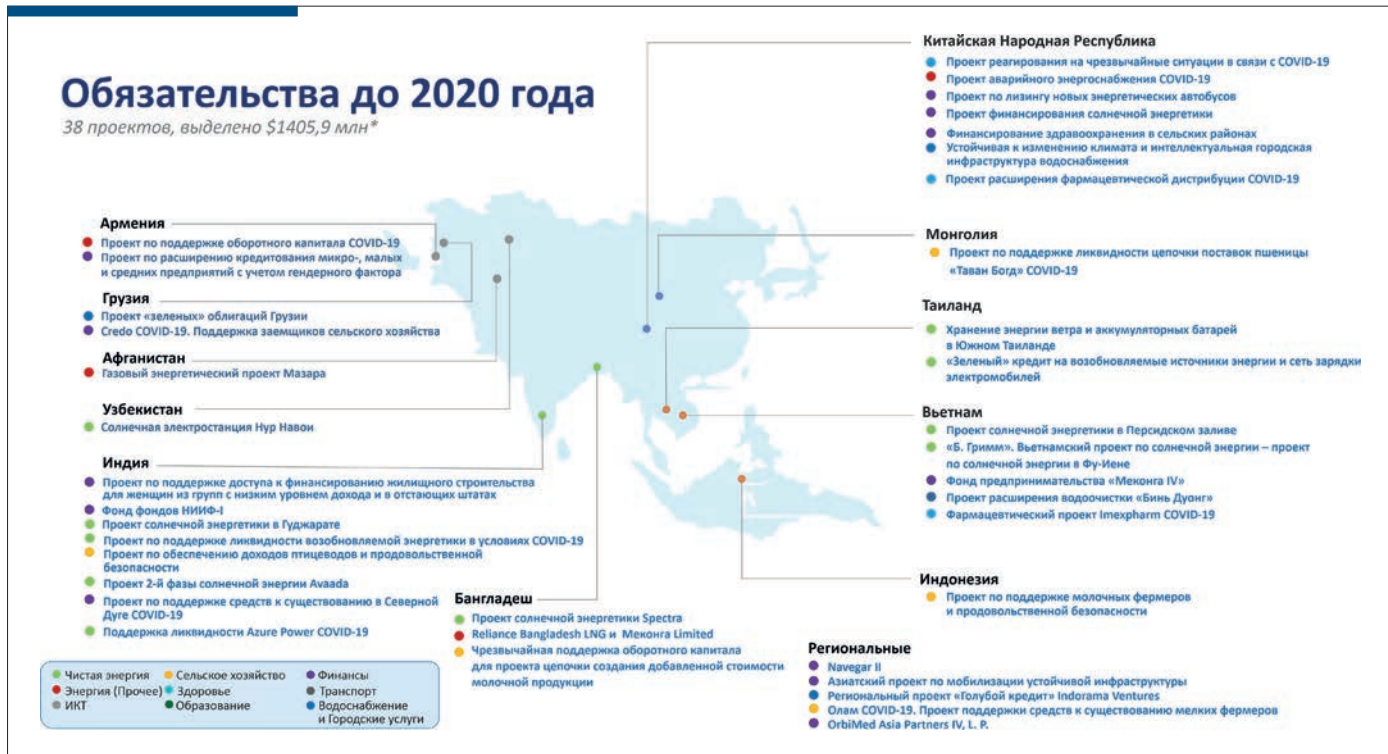 Обязательства до 2020 года
38 проектов, выделено $1405,9 млн*
Армения
Проект по поддержке оборотного капитала COVID-19
Проект по расширению кредитования микро-, малых
и средних предприятий с учетом гендерного фактора
Грузия
Проект «зеленых» облигаций Грузии
Credo COVID-19. Поддержка заемщиков сельского хозяйства
Афганистан
Газовый энергетический проект Мазара
Узбекистан
Солнечная электростанция Нур Навои
Индия
Проект по поддержке доступа к финансированию жилищного строительства
для женщин из групп с низким уровнем дохода и в отстающих штатах
Фонд фондов НИИФ-I
Проект солнечной энергетики в Гуджарате
Проект по поддержке ликвидности возобновляемой энергетики в условиях COVID-19
Проект по обеспечению доходов птицеводов и продовольственной
безопасности
Проект 2-й фазы солнечной энергии Avaada
Проект по поддержке средств к существованию в Северной
Дуге COVID-19
Поддержка ликвидности Azure Power COVID-19
Чистая энергия
Сельское хозяйство
Финансы
Энергия (Прочее)
Здоровье
Транспорт
ИКТ
Образование
Водоснабжение
и Городские услуги
Бангладеш
Проект солнечной энергетики Spectra
Reliance Bangladesh LNG и Меконга Limited
Чрезвычайная поддержка оборотного капитала
для проекта цепочки создания добавленной стоимости
молочной продукции
Китайская Народная Республика
Проект реагирования на чрезвычайные ситуации в связи с COVID-19
Проект аварийного энергоснабжения COVID-19
Проект по лизингу новых энергетических автобусов
Проект финансирования солнечной энергетики
Финансирование здравоохранения в сельских районах
Устойчивая к изменению климата и интеллектуальная городская
инфраструктура водоснабжения
Проект расширения фармацевтической дистрибуции COVID-19
Монголия
Проект по поддержке ликвидности цепочки поставок пшеницы
«Таван Богд» COVID-19
Таиланд
Хранение энергии ветра и аккумуляторных батарей
в Южном Таиланде
«Зеленый» кредит на возобновляемые источники энергии и сеть зарядки
электромобилей
Вьетнам
Проект солнечной энергетики в Персидском заливе
«Б. Гримм». Вьетнамский проект по солнечной энергии – проект
по солнечной энергии в Фу-Иене
Фонд предпринимательства «Меконга IV»
Проект расширения водоочистки «Бинь Дуонг»
Фармацевтический проект Imexpharm COVID-19
Индонезия
Проект по поддержке молочных фермеров
и продовольственной безопасности
Региональные
Navegar II
Азиатский проект по мобилизации устойчивой инфраструктуры
Региональный проект «Голубой кредит» Indorama Ventures
Олам COVID-19. Проект поддержки средств к существованию мелких фермеров
OrbiMed Asia Partners IV, L. P.